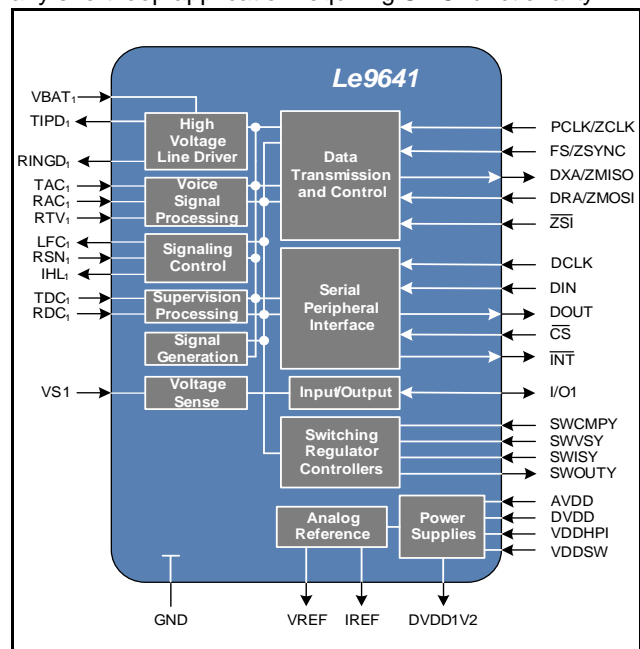 Le9641
VBAT1
TIPD1
RINGD1
TAC1
RAC1
RTV1
LFC1
RSN1
IHL1
TDC1
RDC1
VS1
High
Voltage
Line Driver
Voice
Signal
Processing
Signaling
Control
Supervision
Processing
Signal
Generation
Voltage
Sense
Data
Transmission
and Control
Serial
Peripheral
Interface
Input/Output
Switching
Regulator
Controllers
Analog
Reference
Power
Supplies
PCLK/ZCLK
FS/ZSYNC
DXA/ZMISO
DRA/ZMOSI
ZSI
DCLK
DIN
DOUT
CS
INT
I/O1
SWCMPY
SWVSY
SWISY
SWOUTY
AVDD
DVDD
VDDHPI
VDDSW
GND
VREF
IREF
DVDD1V2